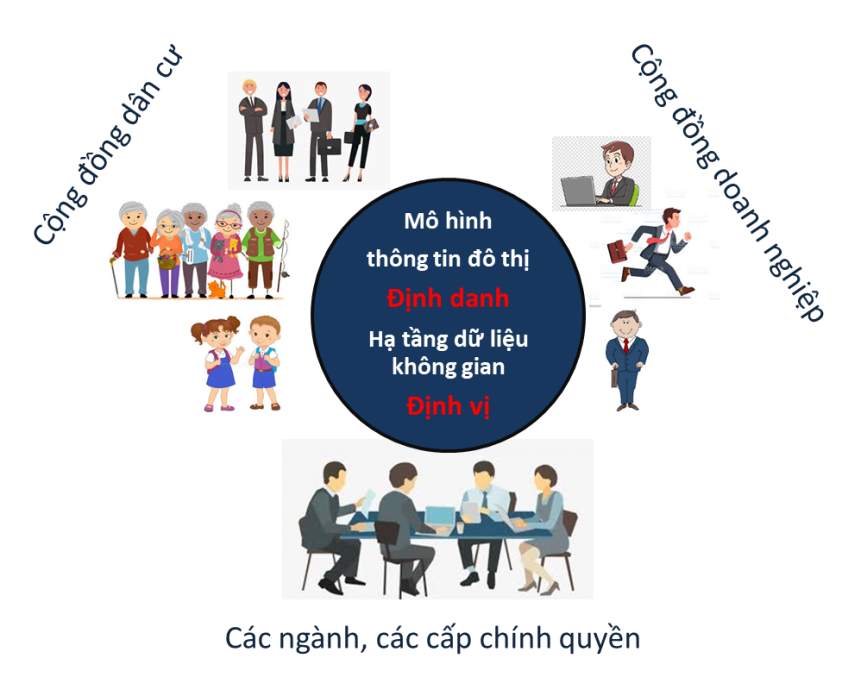 Cộng đồng dân cư
Cộng đồng doanh nghiệp
Mô hình
thông tin đô thị
Định danh
Hạ tầng dữ liệu
không gian
Định vị
Các ngành, các cấp chính quyền